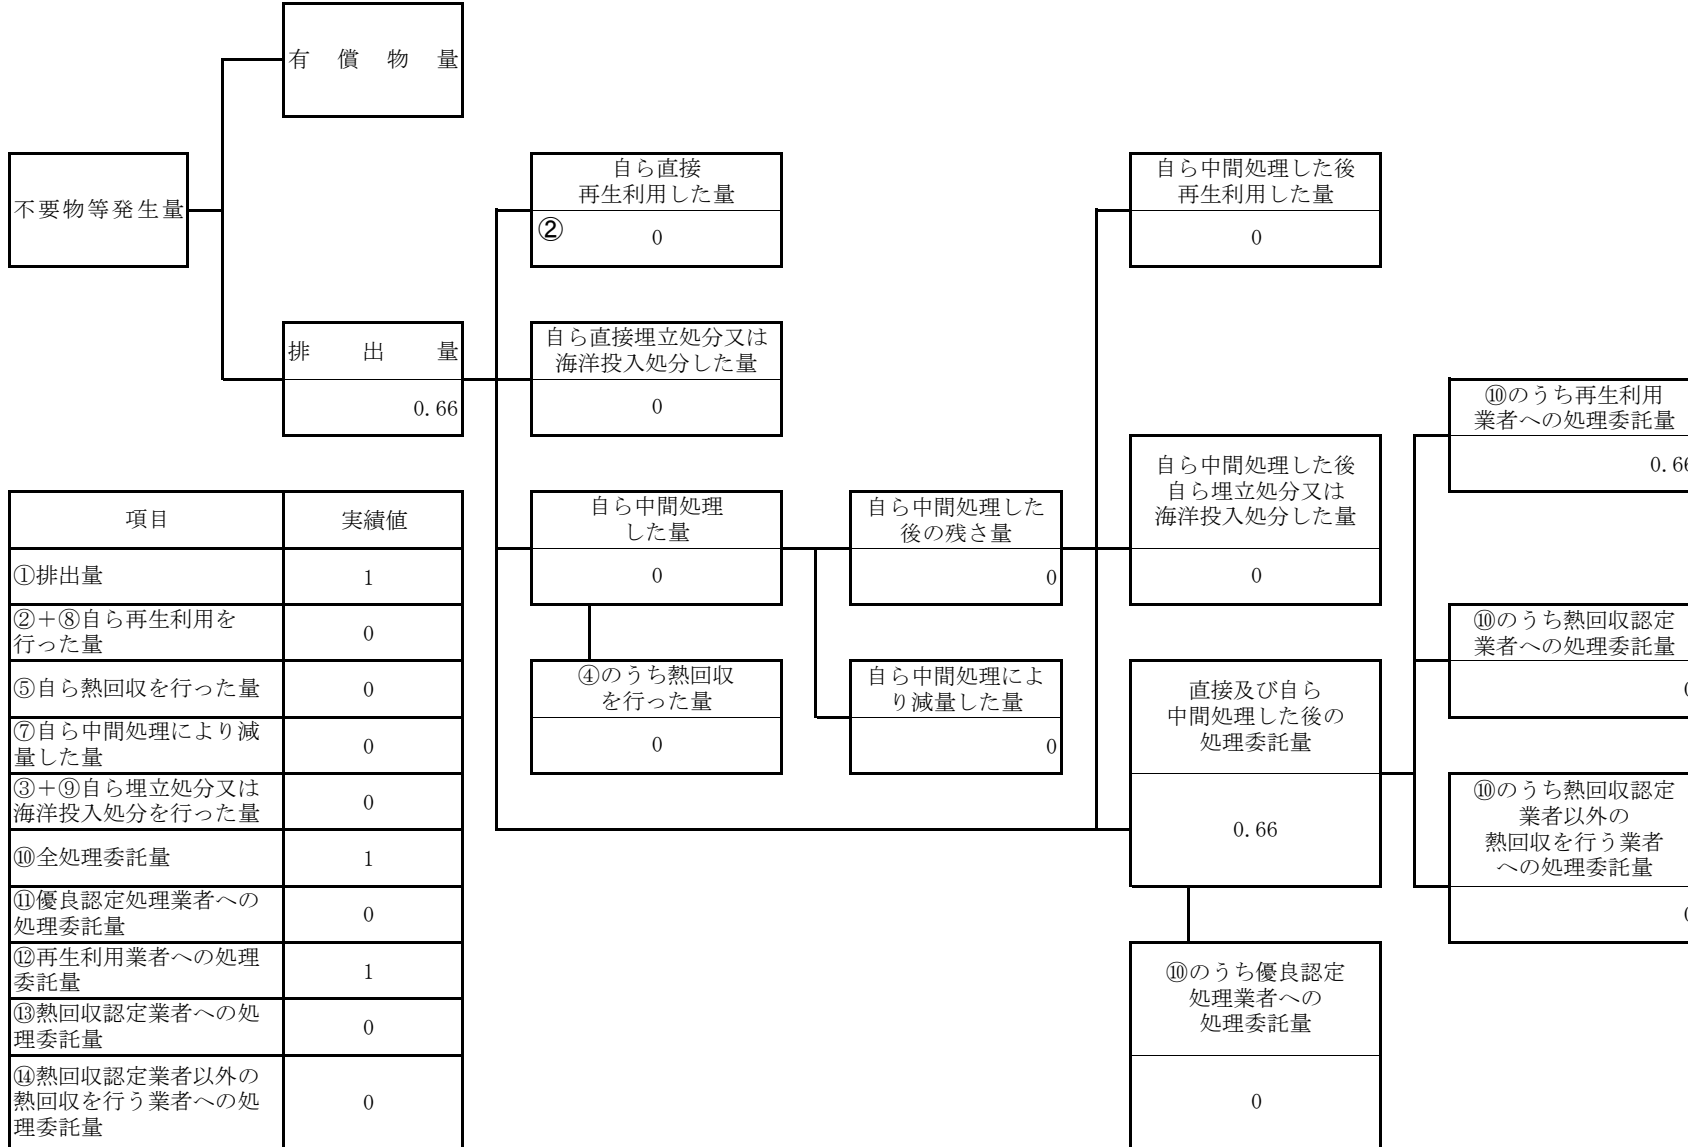 有償物量
不要物等発生量
自ら直接
再生利用した量
②
0
自ら中間処理した後
再生利用した量
0
排出量
0.66
自ら直接埋立処分又は
海洋投入処分した量
0
⑩のうち再生利用
業者への処理委託量
0.66
自ら中間処理した後
自ら埋立処分又は
海洋投入処分した量
0
自ら中間処理
した量
0
自ら中間処理した
後の残さ量
0
⑩のうち熱回収認定
業者への処理委託量
0
④のうち熱回収
を行った量
0
自ら中間処理によ
り減量した量
0
直接及び自ら
中間処理した後の
処理委託量
0.66
⑩のうち熱回収認定
業者以外の
熱回収を行う業者
への処理委託量
0
⑩のうち優良認定
処理業者への
処理委託量
0
項目 実績値
①排出量 1
②+⑧自ら再生利用を
行った量 0
⑤自ら熱回収を行った量 0
⑦自ら中間処理により減
量した量 0
③+⑨自ら埋立処分又は
海洋投入処分を行った量 0
⑩全処理委託量 1
⑪優良認定処理業者への
処理委託量 0
⑫再生利用業者への処理
委託量 1
⑬熱回収認定業者への処
理委託量 0
⑭熱回収認定業者以外の
熱回収を行う業者への処
理委託量 0